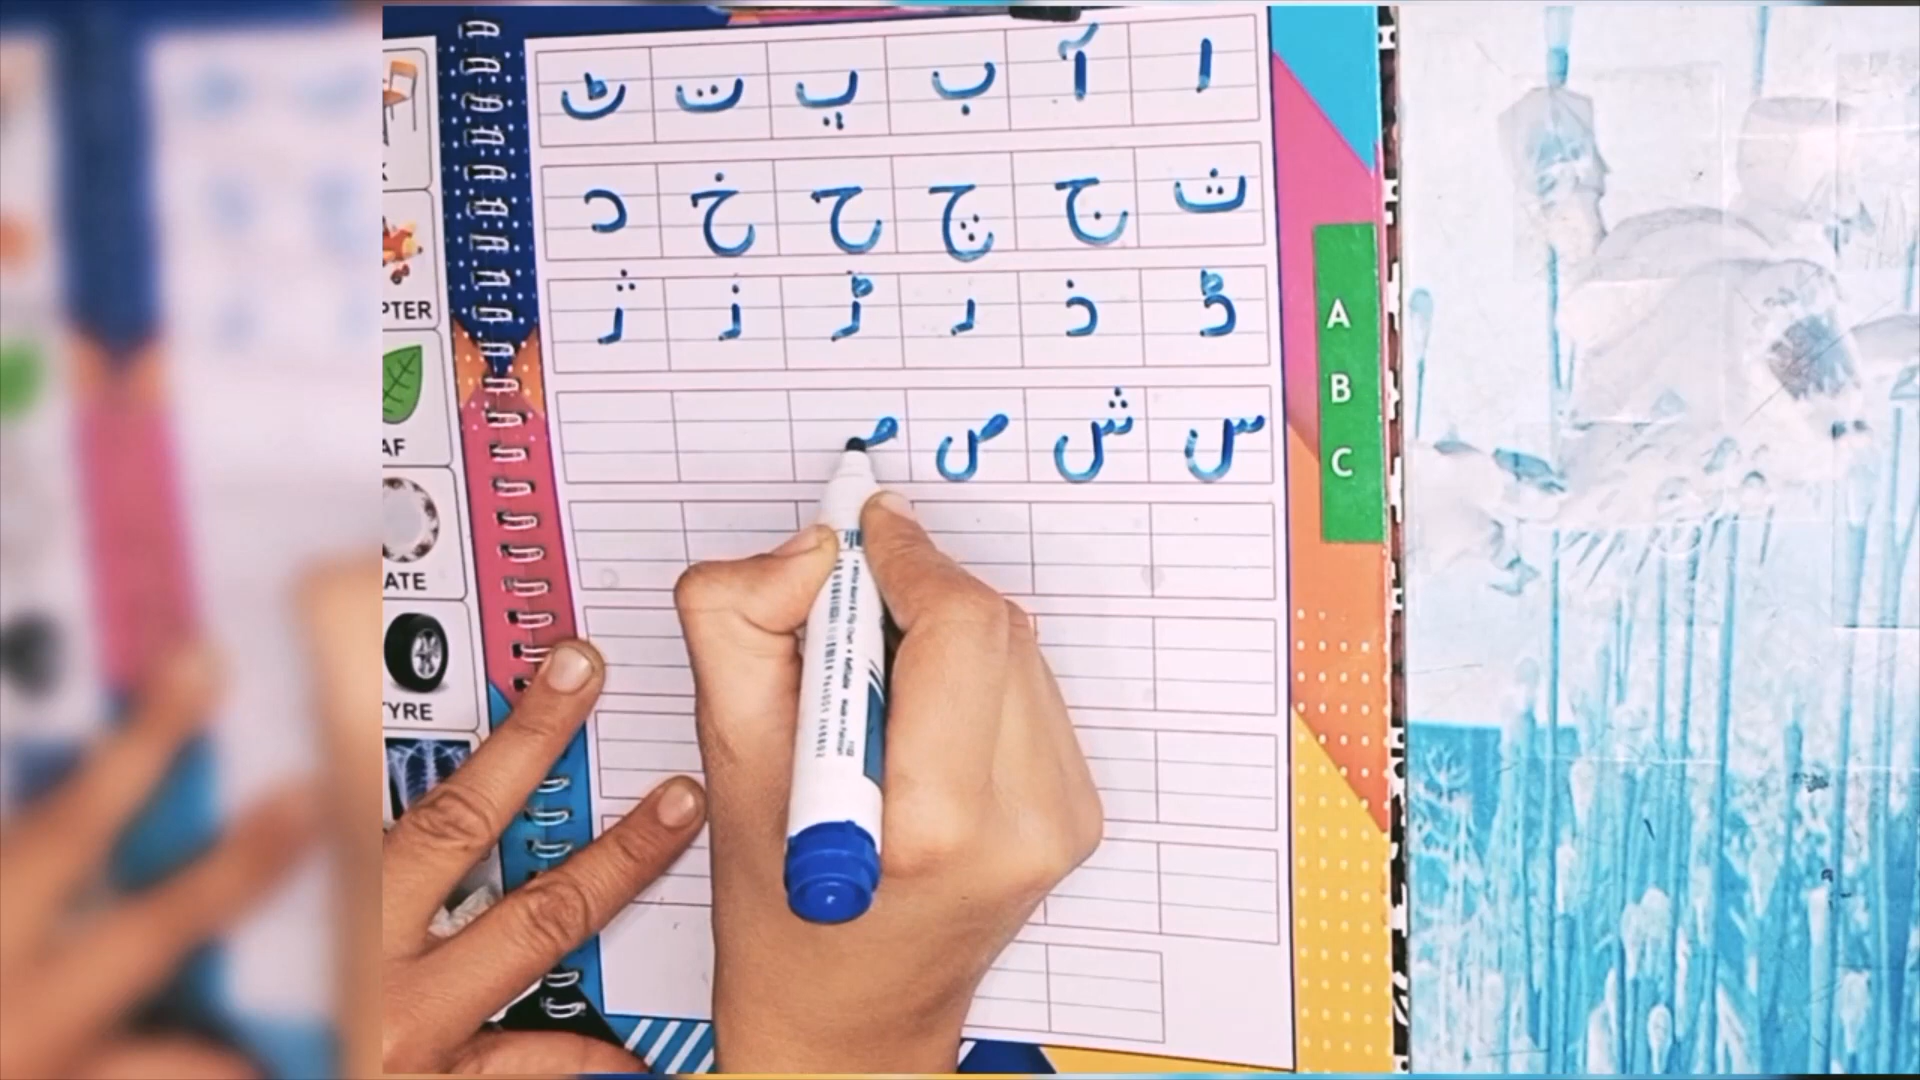 ا آ ب پ ت ٹ
ث ج چ ح خ د
ڈ ذ ر ڑ ز ژ
س ش ص
A
B
C
PTER
AF
ATE
TYRE